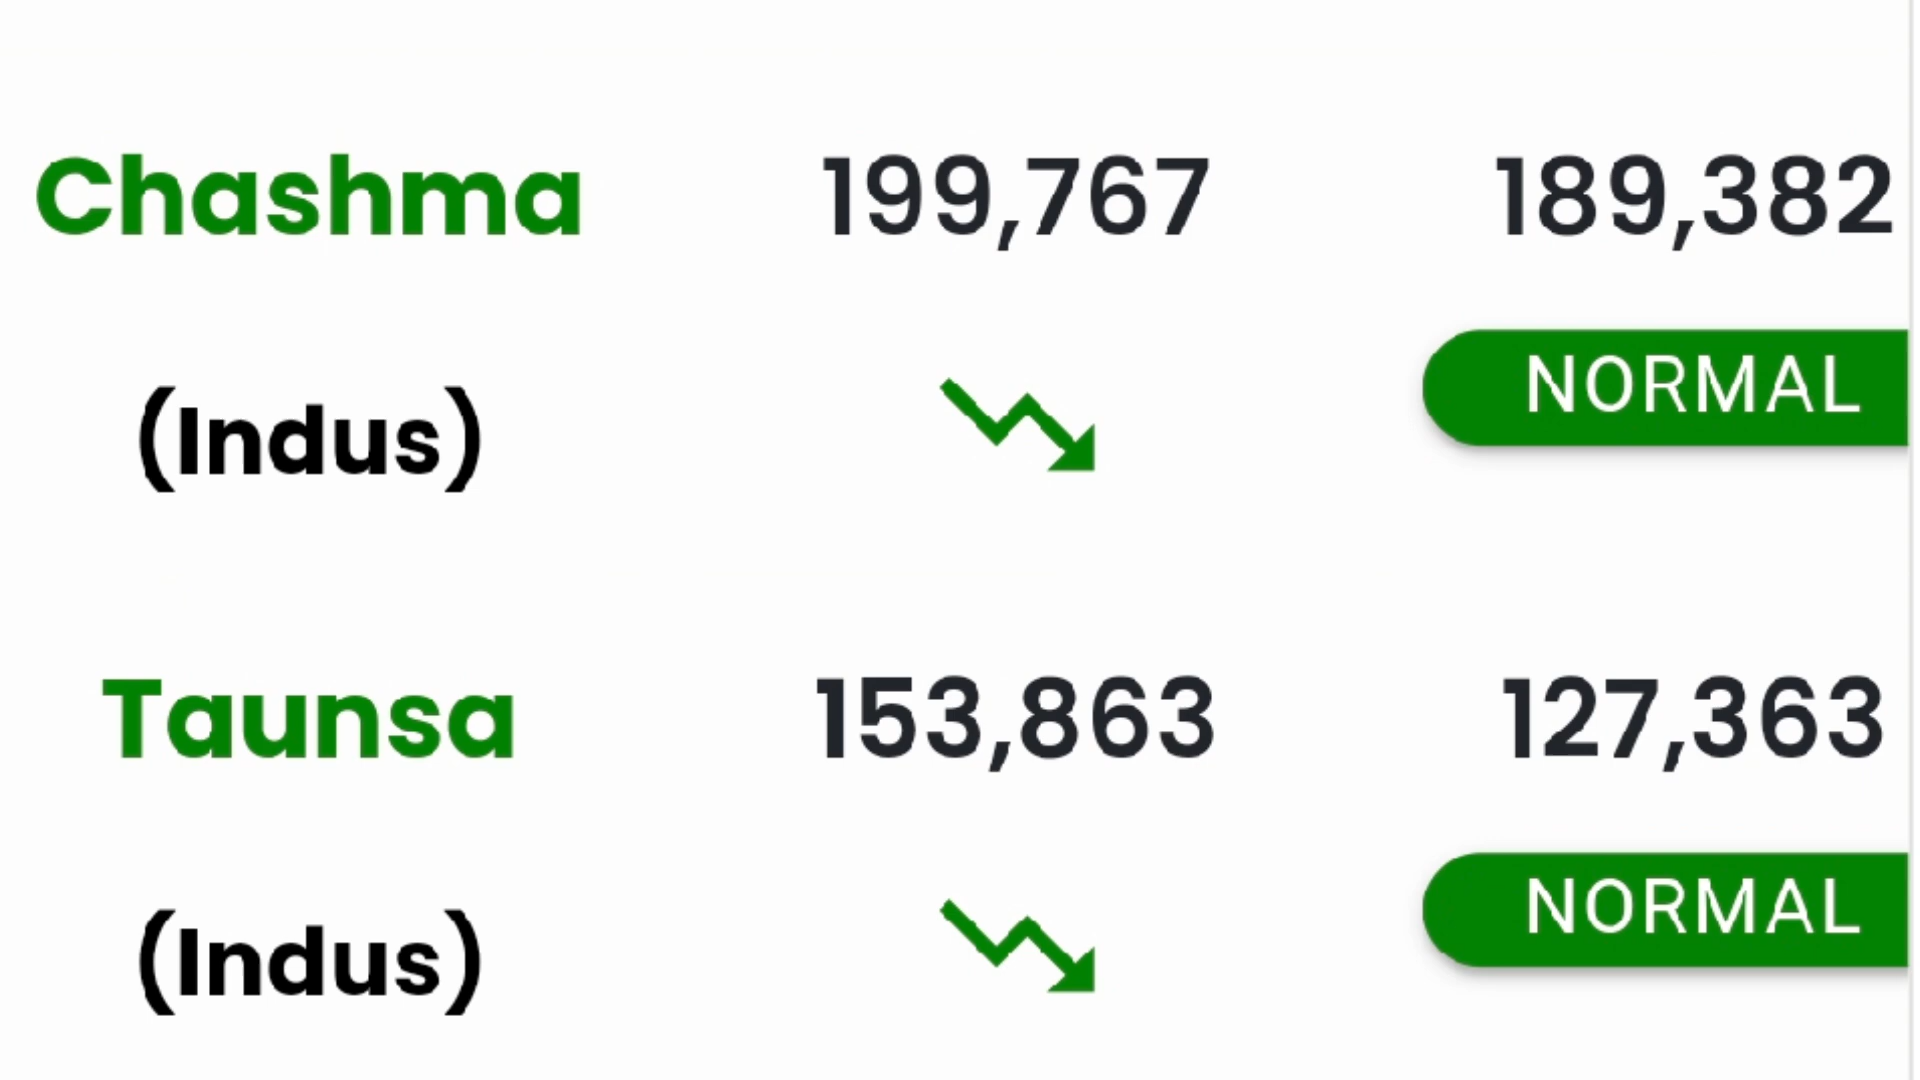 Chashma 199,767 189,382
(Indus) NORMAL
Taunsa 153,863 127,363
(Indus) NORMAL